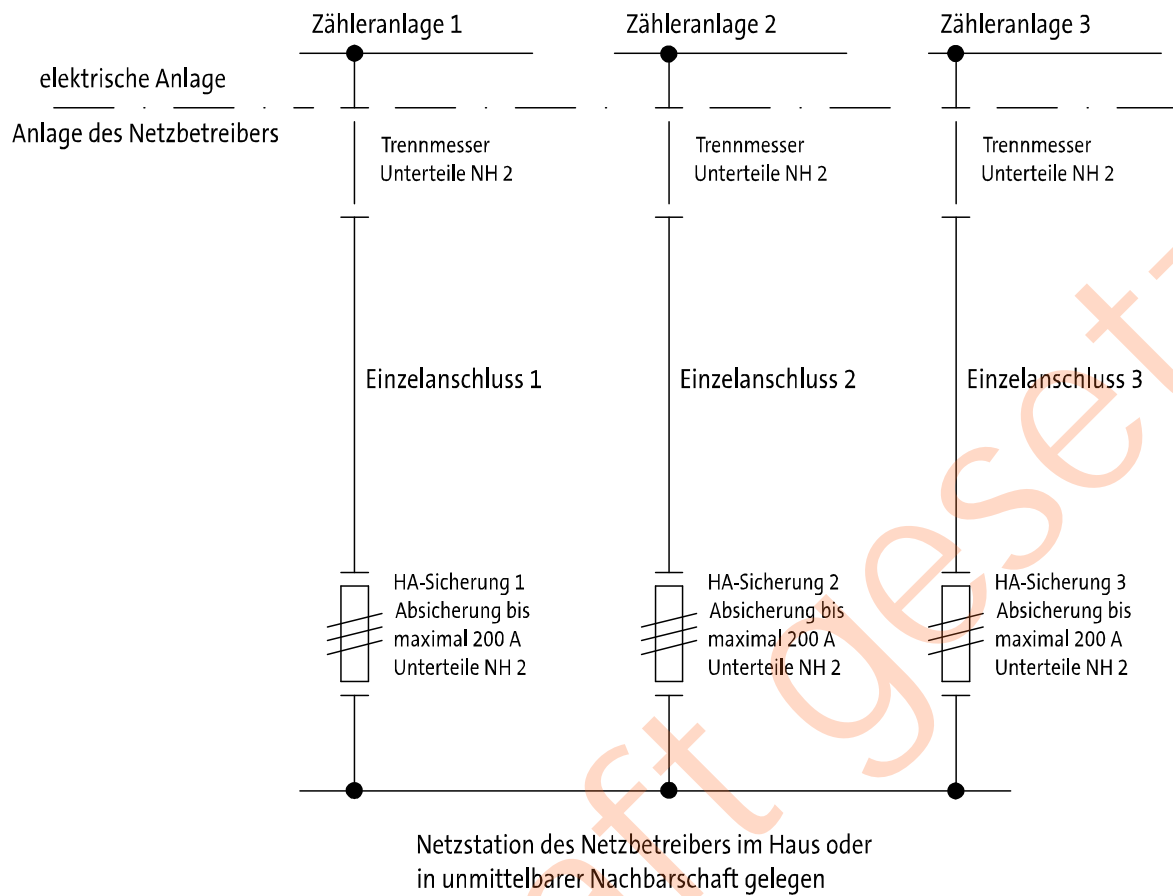 Zähleranlage 1
Zähleranlage 2
Zähleranlage 3
elektrische Anlage
Anlage des Netzbetreibers
Trennmesser
Unterteile NH 2
Trennmesser
Unterteile NH 2
Trennmesser
Unterteile NH 2
Einzelanschluss 1
Einzelanschluss 2
Einzelanschluss 3
HA-Sicherung 1
Absicherung bis
maximal 200 A
Unterteile NH 2
HA-Sicherung 2
Absicherung bis
maximal 200 A
Unterteile NH 2
HA-Sicherung 3
Absicherung bis
maximal 200 A
Unterteile NH 2
Netzstation des Netzbetreibers im Haus oder
in unmittelbarer Nachbarschaft gelegen